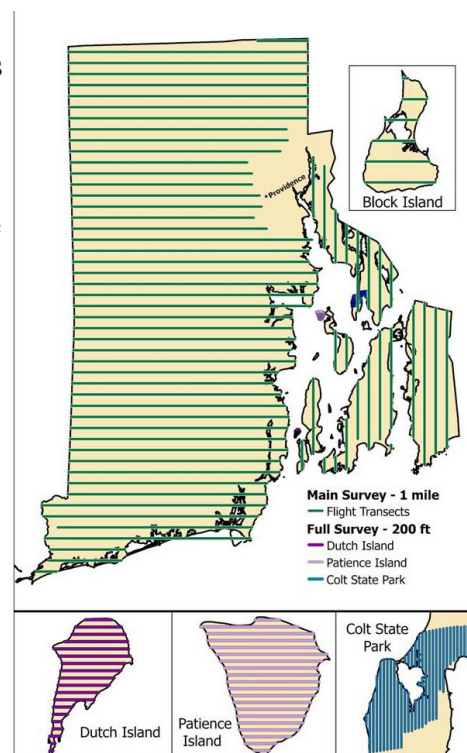 Providence
Block Island
Main Survey - 1 mile
Flight Transects
Full Survey - 200 ft
Dutch Island
Patience Island
Colt State Park
Dutch Island
Patience
Island
Colt State
Park